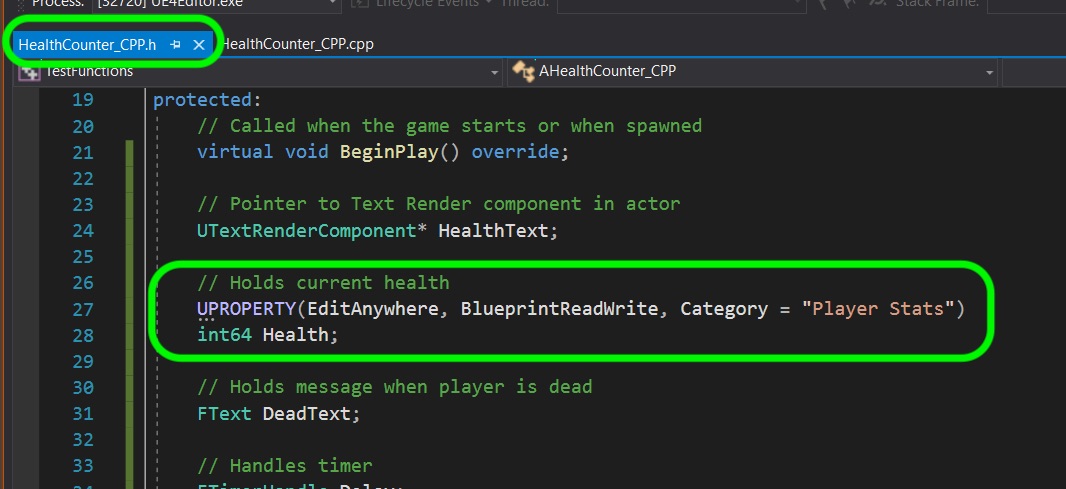 Process: [32720] UE4Editor.exe Lifecycle Events Thread: Stack Frame:
HealthCounter_CPP.h HealthCounter_CPP.cpp
TestFunctions AHealthCounter_CPP
19 protected:
20 // Called when the game starts or when spawned
21 virtual void BeginPlay() override;
22
23 // Pointer to Text Render component in actor
24 UTextRenderComponent* HealthText;
25
26 // Holds current health
27 UPROPERTY(EditAnywhere, BlueprintReadWrite, Category = "Player Stats")
28 int64 Health;
29
30 // Holds message when player is dead
31 FText DeadText;
32
33 // Handles timer
34 FTimerHandle Delay;